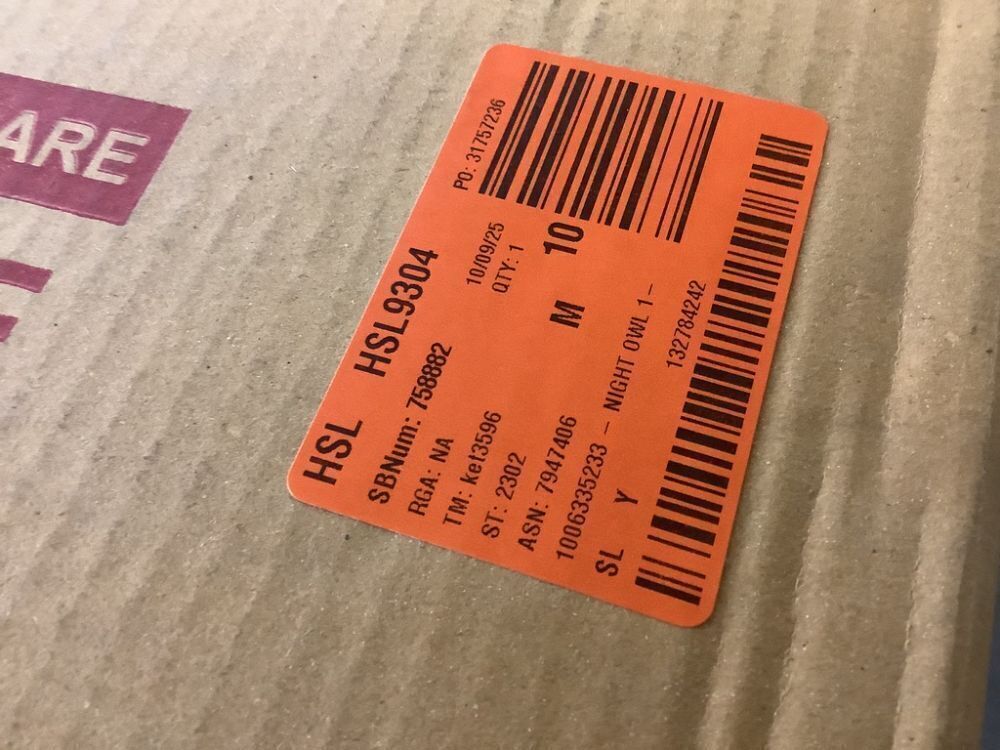 ARE
HSL HSL9304
SBNum: 758882
RGA: NA
TM: ket3596
ST: 2302
ASN: 7947406
1006335233 – NIGHT OWL 1–
SL Y
PO: 31757236
10/09/25
QTY: 1
M 10
132784242